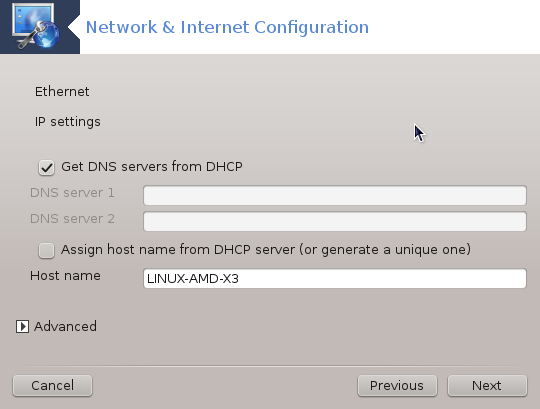 Network & Internet Configuration
Ethernet
IP settings
Get DNS servers from DHCP
DNS server 1
DNS server 2
Assign host name from DHCP server (or generate a unique one)
Host name LINUX-AMD-X3
Advanced
Cancel Previous Next